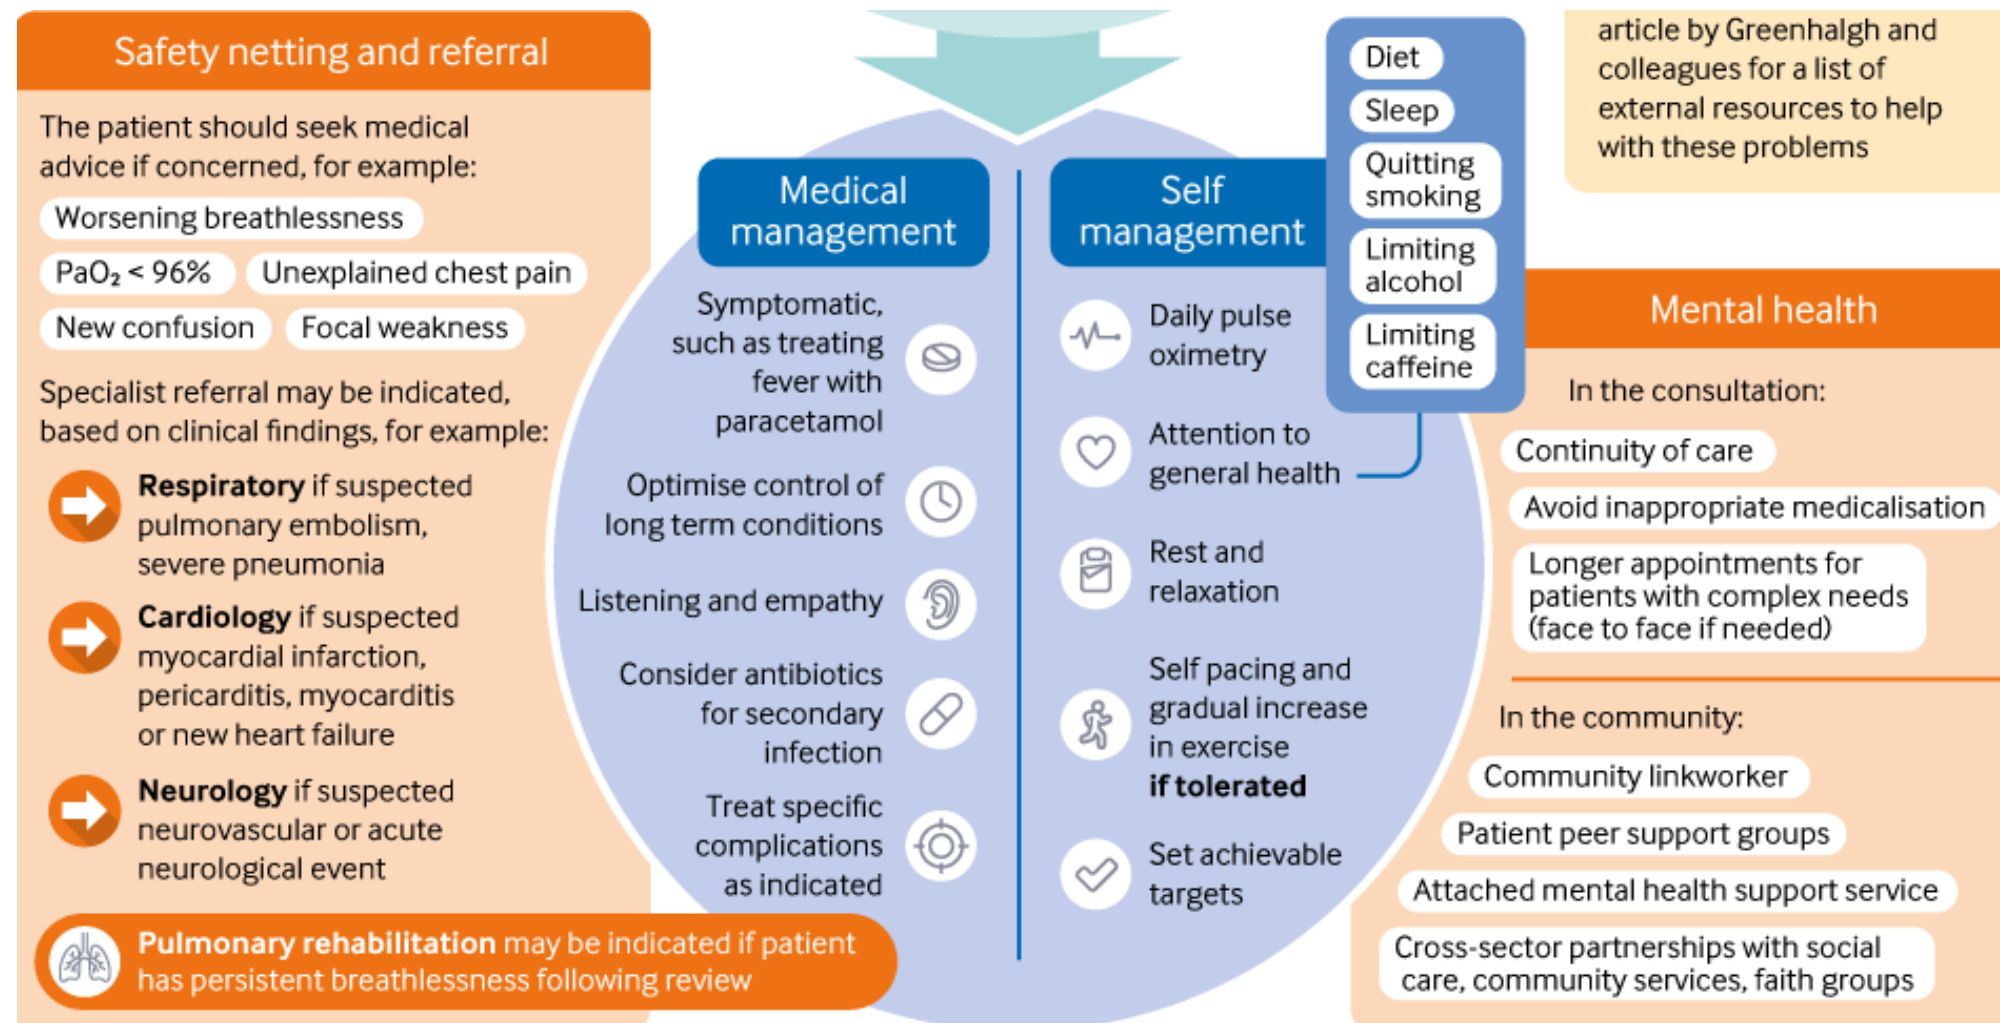 Safety netting and referral
The patient should seek medical
advice if concerned, for example:
Worsening breathlessness
PaO₂ < 96%
Unexplained chest pain
New confusion
Focal weakness
Specialist referral may be indicated,
based on clinical findings, for example:
Respiratory if suspected
pulmonary embolism,
severe pneumonia
Cardiology if suspected
myocardial infarction,
pericarditis, myocarditis
or new heart failure
Neurology if suspected
neurovascular or acute
neurological event
Pulmonary rehabilitation may be indicated if patient
has persistent breathlessness following review
Medical
management
Symptomatic,
such as treating
fever with
paracetamol
Optimise control of
long term conditions
Listening and empathy
Consider antibiotics
for secondary
infection
Treat specific
complications
as indicated
Self
management
Daily pulse
oximetry
Attention to
general health
Rest and
relaxation
Self pacing and
gradual increase
in exercise
if tolerated
Set achievable
targets
Diet
Sleep
Quitting
smoking
Limiting
alcohol
Limiting
caffeine
article by Greenhalgh and
colleagues for a list of
external resources to help
with these problems
Mental health
In the consultation:
Continuity of care
Avoid inappropriate medicalisation
Longer appointments for
patients with complex needs
(face to face if needed)
In the community:
Community linkworker
Patient peer support groups
Attached mental health support service
Cross-sector partnerships with social
care, community services, faith groups